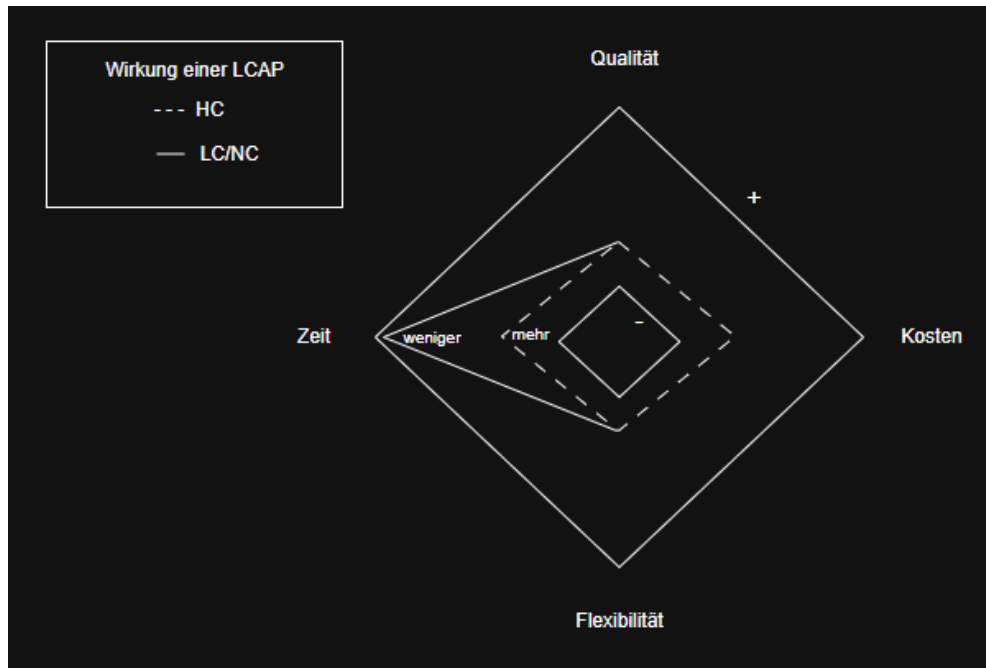 Wirkung einer LCAP
--- HC
— LC/NC
Qualität
+
-
Zeit
weniger
mehr
Kosten
Flexibilität